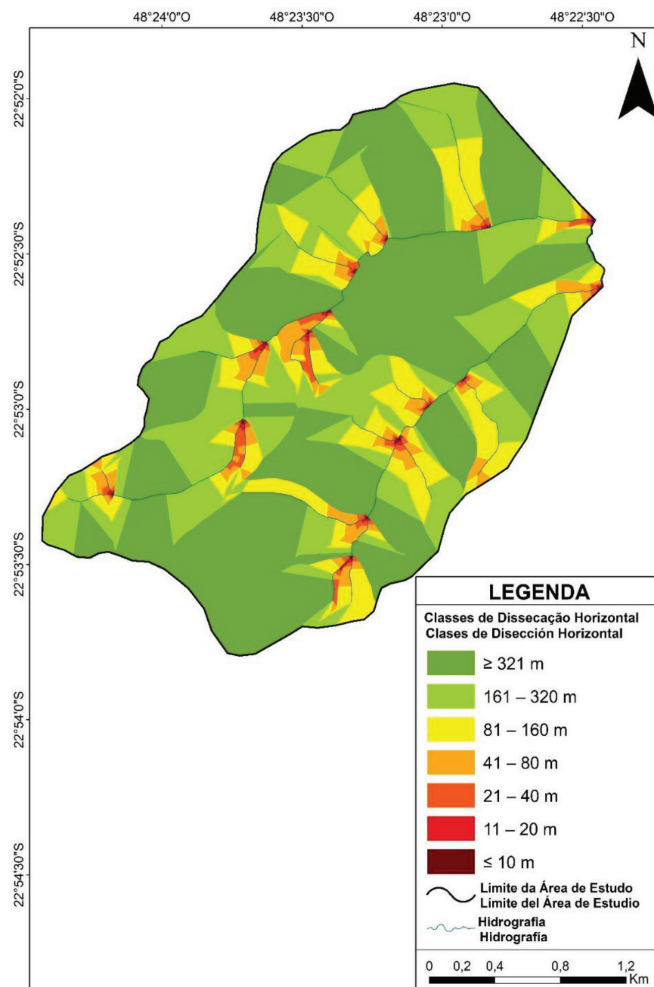 48°24'0"O 48°23'30"O 48°23'0"O 48°22'30"O
N
22°52'0"S
22°52'30"S
22°53'0"S
22°53'30"S
22°54'0"S
22°54'30"S
LEGENDA
Classes de Dissecação Horizontal
Clases de Disección Horizontal
≥ 321 m
161 – 320 m
81 – 160 m
41 – 80 m
21 – 40 m
11 – 20 m
≤ 10 m
Limite da Área de Estudo
Límite del Área de Estudio
Hidrografia
Hidrografía
0 0,2 0,4 0,8 1,2
Km